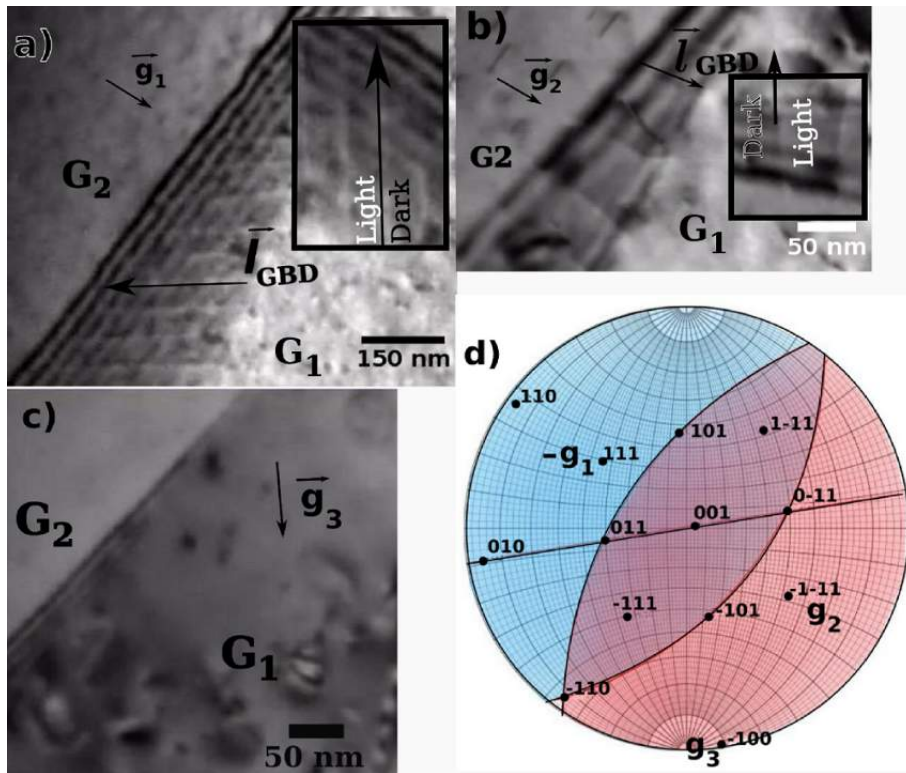 a)
g₁
G₂
Light
Dark
l GBD
G₁
150 nm
b)
g₂
l GBD
G2
Dark
Light
G₁
50 nm
c)
g₃
G₂
G₁
50 nm
d)
110
101
1-11
-g₁ 111
0-11
001
011
010
-1-11
-111
-101
g₂
-110
g₃ -100